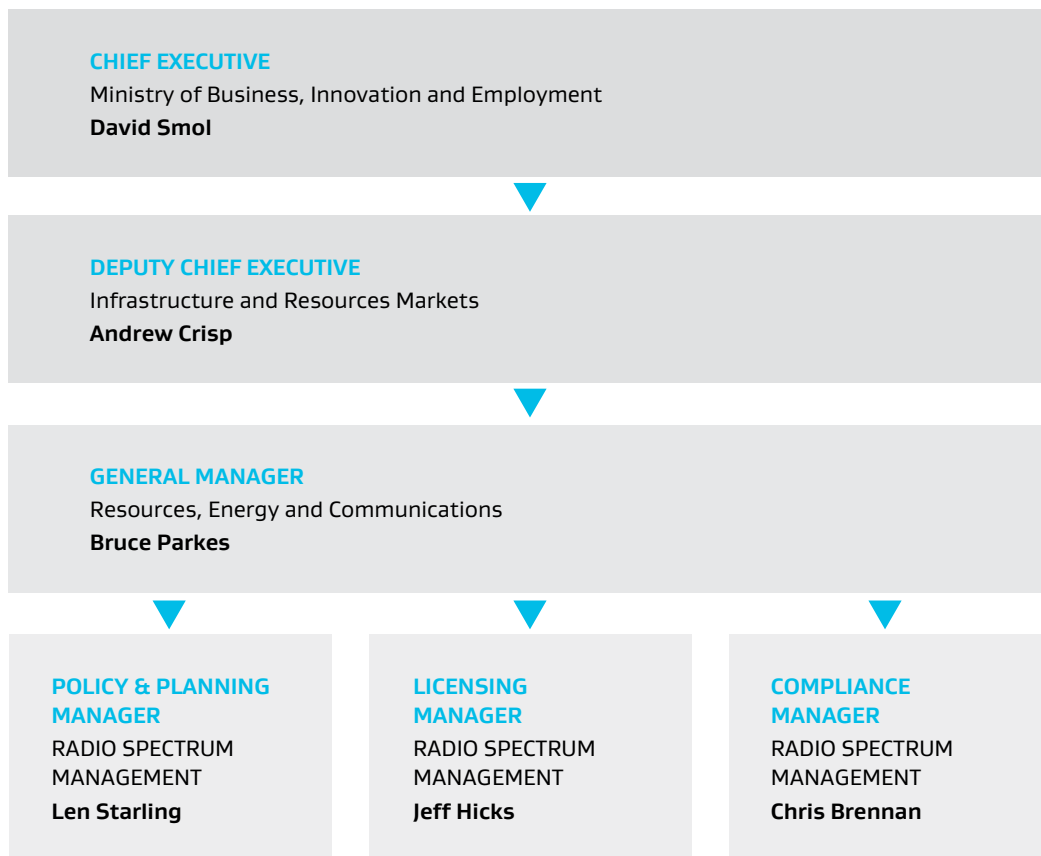 CHIEF EXECUTIVE
Ministry of Business, Innovation and Employment
David Smol
DEPUTY CHIEF EXECUTIVE
Infrastructure and Resources Markets
Andrew Crisp
GENERAL MANAGER
Resources, Energy and Communications
Bruce Parkes
POLICY & PLANNING
MANAGER
RADIO SPECTRUM
MANAGEMENT
Len Starling
LICENSING
MANAGER
RADIO SPECTRUM
MANAGEMENT
Jeff Hicks
COMPLIANCE
MANAGER
RADIO SPECTRUM
MANAGEMENT
Chris Brennan